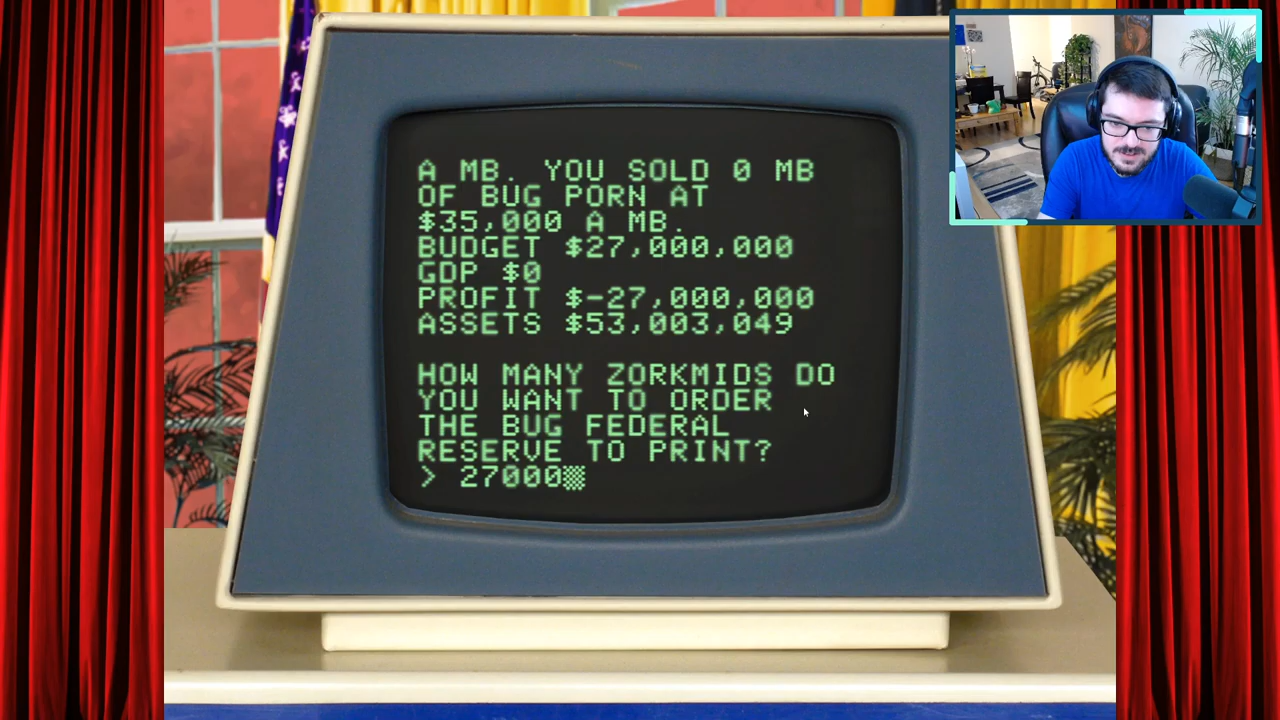 A MB. YOU SOLD 0 MB
OF BUG PORN AT
$35,000 A MB.
BUDGET $27,000,000
GDP $0
PROFIT $-27,000,000
ASSETS $53,003,049
HOW MANY ZORKMIDS DO
YOU WANT TO ORDER
THE BUG FEDERAL
RESERVE TO PRINT?
> 27000